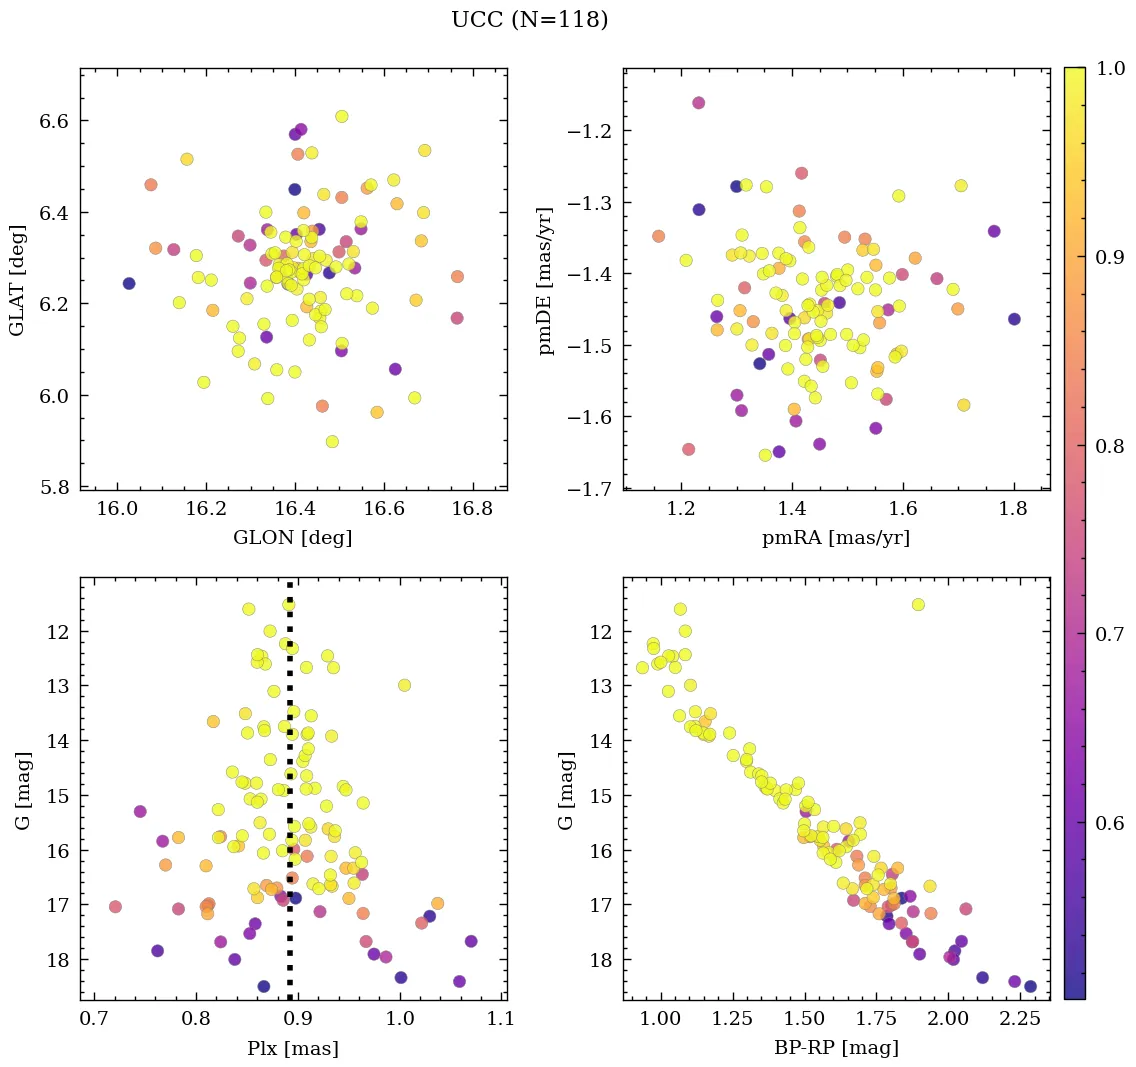 UCC (N=118)
6.6
6.4
6.2
6.0
5.8
GLAT [deg]
16.0 16.2 16.4 16.6 16.8
GLON [deg]
−1.2
−1.3
−1.4
−1.5
−1.6
−1.7
pmDE [mas/yr]
1.2 1.4 1.6 1.8
pmRA [mas/yr]
12
13
14
15
16
17
18
G [mag]
0.7 0.8 0.9 1.0 1.1
Plx [mas]
12
13
14
15
16
17
18
G [mag]
1.00 1.25 1.50 1.75 2.00 2.25
BP-RP [mag]
1.0
0.9
0.8
0.7
0.6